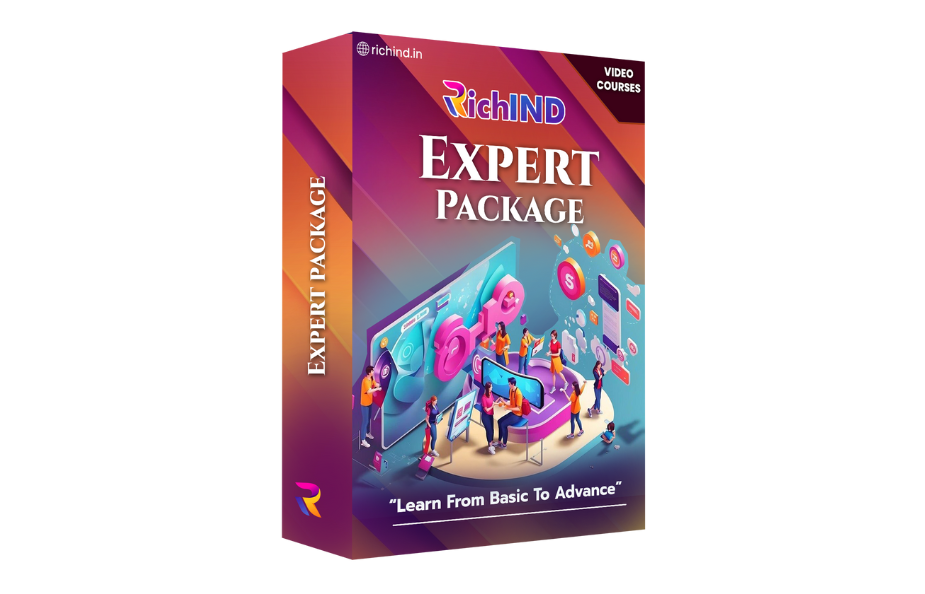 richind.in
VIDEO
COURSES
RichIND
EXPERT
PACKAGE
EXPERT PACKAGE
“Learn From Basic To Advance”